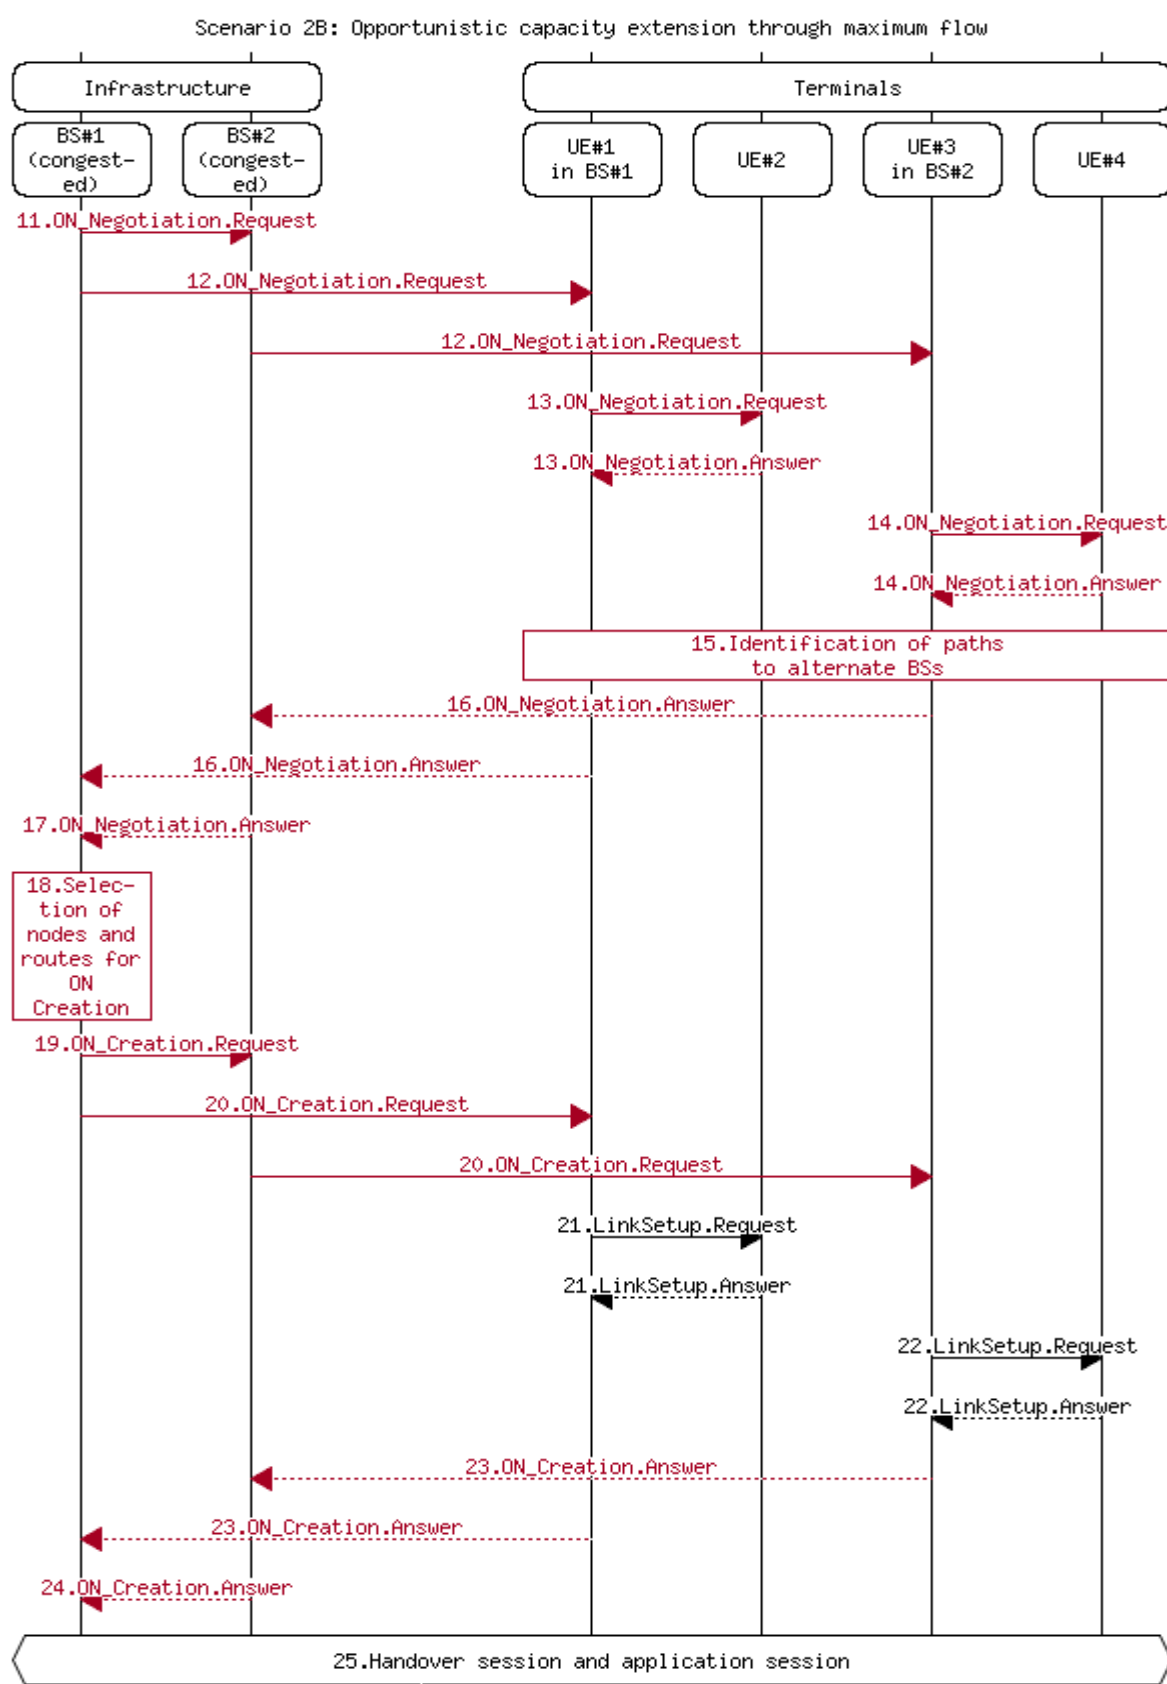 Scenario 2B: Opportunistic capacity extension through maximum flow
Infrastructure
Terminals
BS#1
(congest-
ed)
BS#2
(congest-
ed)
UE#1
in BS#1
UE#2
UE#3
in BS#2
UE#4
11.ON_Negotiation.Request
12.ON_Negotiation.Request
12.ON_Negotiation.Request
13.ON_Negotiation.Request
13.ON_Negotiation.Answer
14.ON_Negotiation.Request
14.ON_Negotiation.Answer
15.Identification of paths
to alternate BSs
16.ON_Negotiation.Answer
16.ON_Negotiation.Answer
17.ON_Negotiation.Answer
18.Selec-
tion of
nodes and
routes for
ON
Creation
19.ON_Creation.Request
20.ON_Creation.Request
20.ON_Creation.Request
21.LinkSetup.Request
21.LinkSetup.Answer
22.LinkSetup.Request
22.LinkSetup.Answer
23.ON_Creation.Answer
23.ON_Creation.Answer
24.ON_Creation.Answer
25.Handover session and application session